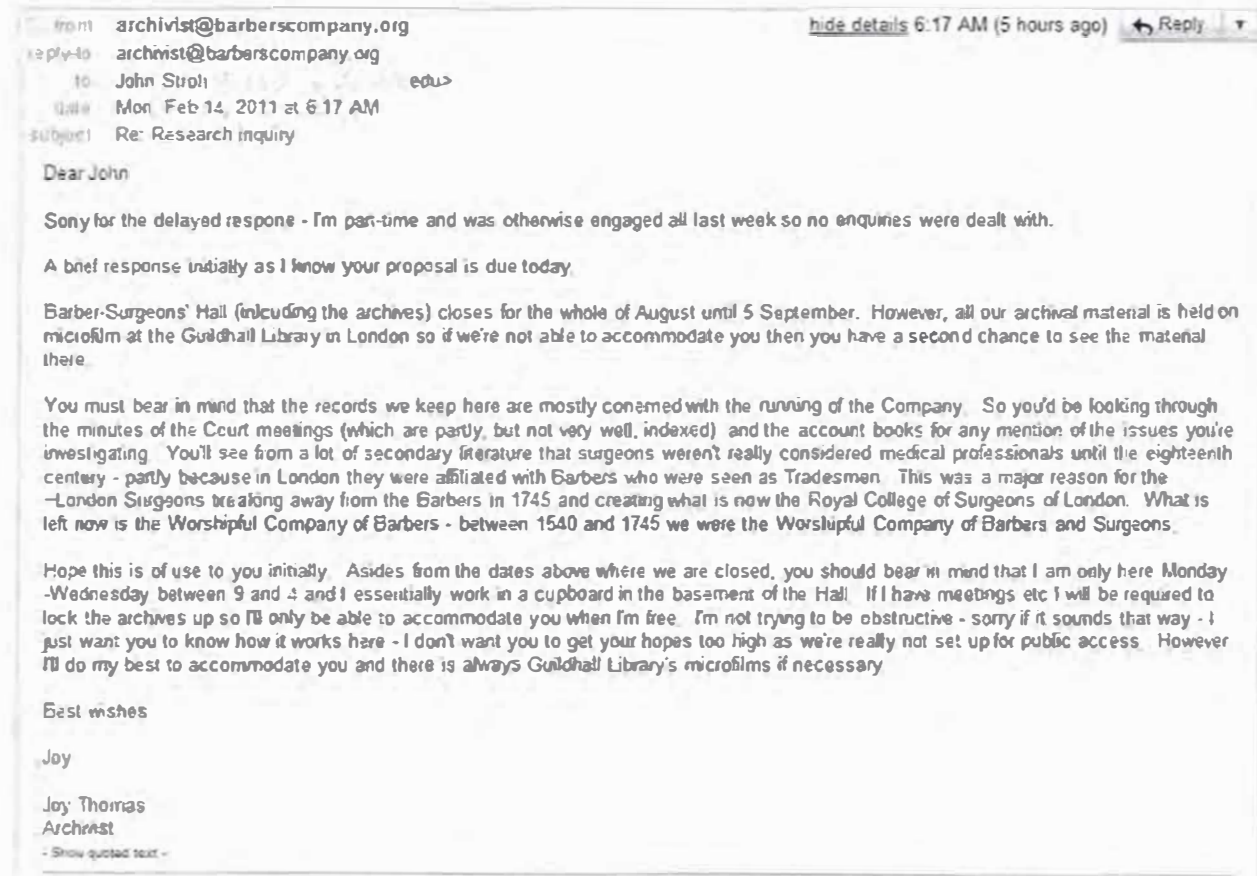 from archivist@barberscompany.org hide details 6:17 AM (5 hours ago) Reply
reply-to archivist@barberscompany.org
to John Stroh edu>
date Mon, Feb 14, 2011 at 6:17 AM
subject Re: Research inquiry
Dear John
Sorry for the delayed respone - I'm part-time and was otherwise engaged all last week so no enquiries were dealt with.
A brief response initially as I know your proposal is due today.
Barber-Surgeons' Hall (inlcuding the archives) closes for the whole of August until 5 September. However, all our archival material is held on
microfilm at the Guildhall Library in London so if we're not able to accommodate you then you have a second chance to see the material
there.
You must bear in mind that the records we keep here are mostly conerned with the running of the Company. So you'd be looking through
the minutes of the Court meetings (which are partly, but not very well, indexed) and the account books for any mention of the issues you're
investigating. You'll see from a lot of secondary literature that surgeons weren't really considered medical professionals until the eighteenth
century - partly because in London they were affiliated with Barbers who were seen as Tradesmen. This was a major reason for the
London Surgeons breaking away from the Barbers in 1745 and creating what is now the Royal College of Surgeons of London. What is
left now is the Worshipful Company of Barbers - between 1540 and 1745 we were the Worshipful Company of Barbers and Surgeons.
Hope this is of use to you initially. Asides from the dates above where we are closed, you should bear in mind that I am only here Monday
-Wednesday between 9 and 4 and I essentially work in a cupboard in the basement of the Hall. If I have meetings etc I will be required to
lock the archives up so I'll only be able to accommodate you when I'm free. I'm not trying to be obstructive - sorry if it sounds that way - I
just want you to know how it works here - I don't want you to get your hopes too high as we're really not set up for public access. However
I'll do my best to accommodate you and there is always Guildhall Library's microfilms if necessary.
Best wishes
Joy
Joy Thomas
Archivist
- Show quoted text -